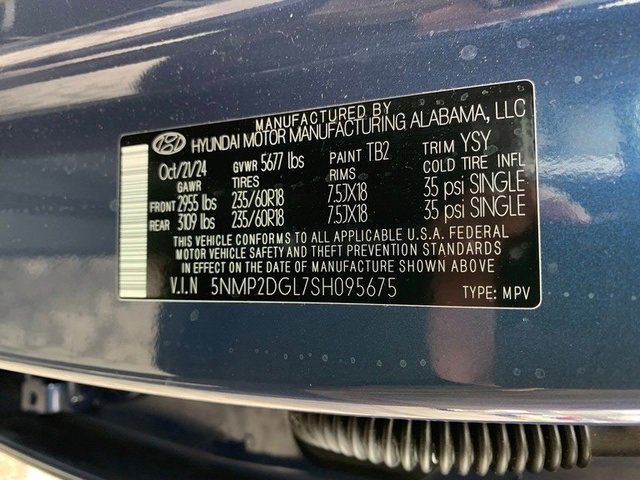 MANUFACTURED BY
HYUNDAI MOTOR MANUFACTURING ALABAMA, LLC
Oct/21/24 GVWR 5677 lbs PAINT TB2 TRIM YSY
GAWR TIRES RIMS COLD TIRE INFL
FRONT 2955 lbs 235/60R18 7.5JX18 35 psi SINGLE
REAR 3109 lbs 235/60R18 7.5JX18 35 psi SINGLE
THIS VEHICLE CONFORMS TO ALL APPLICABLE U.S.A. FEDERAL
MOTOR VEHICLE SAFETY AND THEFT PREVENTION STANDARDS
IN EFFECT ON THE DATE OF MANUFACTURE SHOWN ABOVE
V.I.N 5NMP2DGL7SH095675 TYPE: MPV